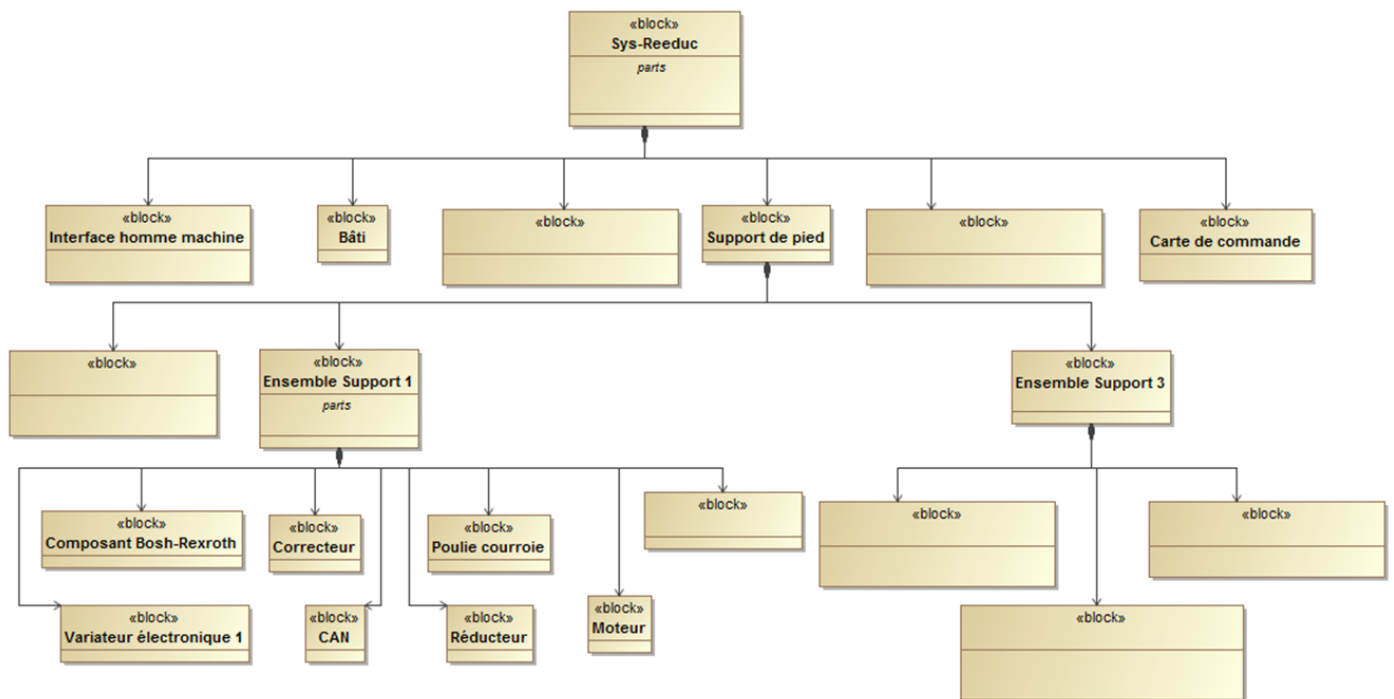 «block»
Sys-Reeduc
parts
«block»
Interface homme machine
«block»
Bâti
«block»
«block»
Support de pied
«block»
«block»
Carte de commande
«block»
«block»
Ensemble Support 1
parts
«block»
Ensemble Support 3
«block»
Composant Bosh-Rexroth
«block»
Correcteur
«block»
Poulie courroie
«block»
«block»
«block»
«block»
Variateur électronique 1
«block»
CAN
«block»
Réducteur
«block»
Moteur
«block»